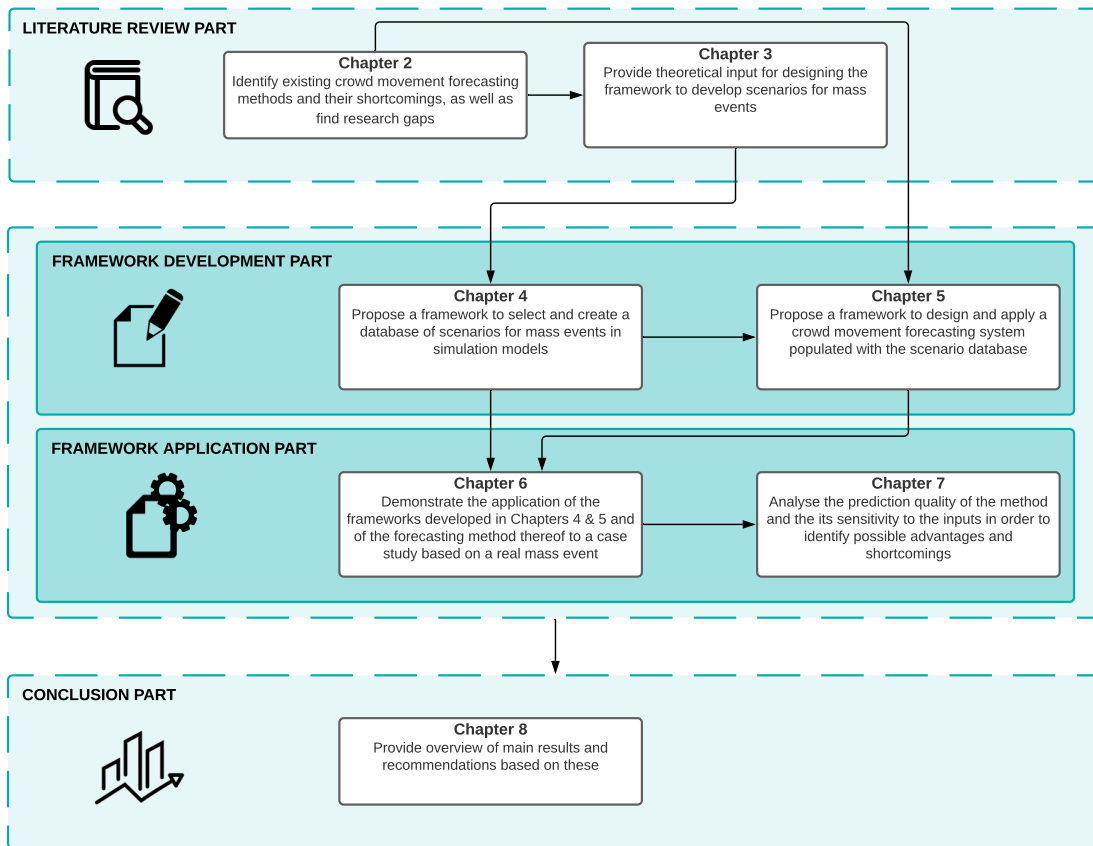 LITERATURE REVIEW PART
Chapter 2
Identify existing crowd movement forecasting
methods and their shortcomings, as well as
find research gaps
Chapter 3
Provide theoretical input for designing the
framework to develop scenarios for mass
events
FRAMEWORK DEVELOPMENT PART
Chapter 4
Propose a framework to select and create a
database of scenarios for mass events in
simulation models
Chapter 5
Propose a framework to design and apply a
crowd movement forecasting system
populated with the scenario database
FRAMEWORK APPLICATION PART
Chapter 6
Demonstrate the application of the
frameworks developed in Chapters 4 & 5 and
of the forecasting method thereof to a case
study based on a real mass event
Chapter 7
Analyse the prediction quality of the method
and the its sensitivity to the inputs in order to
identify possible advantages and
shortcomings
CONCLUSION PART
Chapter 8
Provide overview of main results and
recommendations based on these